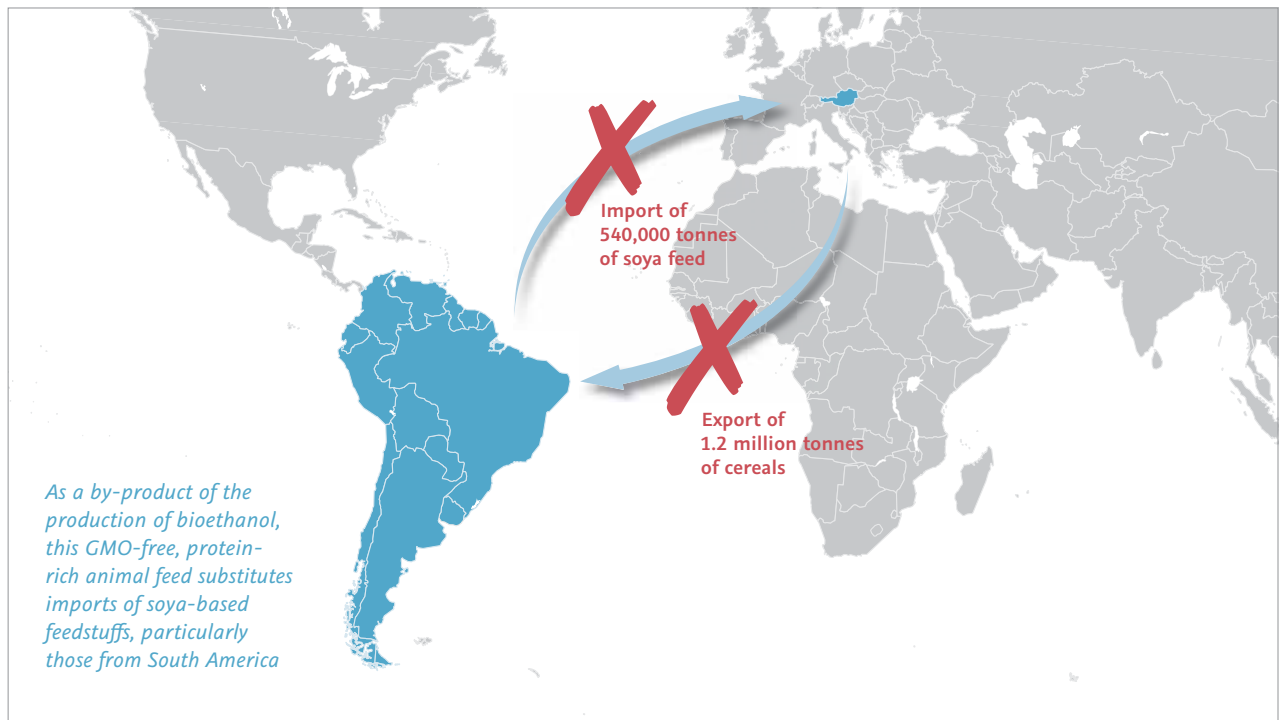 Import of
540,000 tonnes
of soya feed
Export of
1.2 million tonnes
of cereals
As a by-product of the
production of bioethanol,
this GMO-free, protein-
rich animal feed substitutes
imports of soya-based
feedstuffs, particularly
those from South America